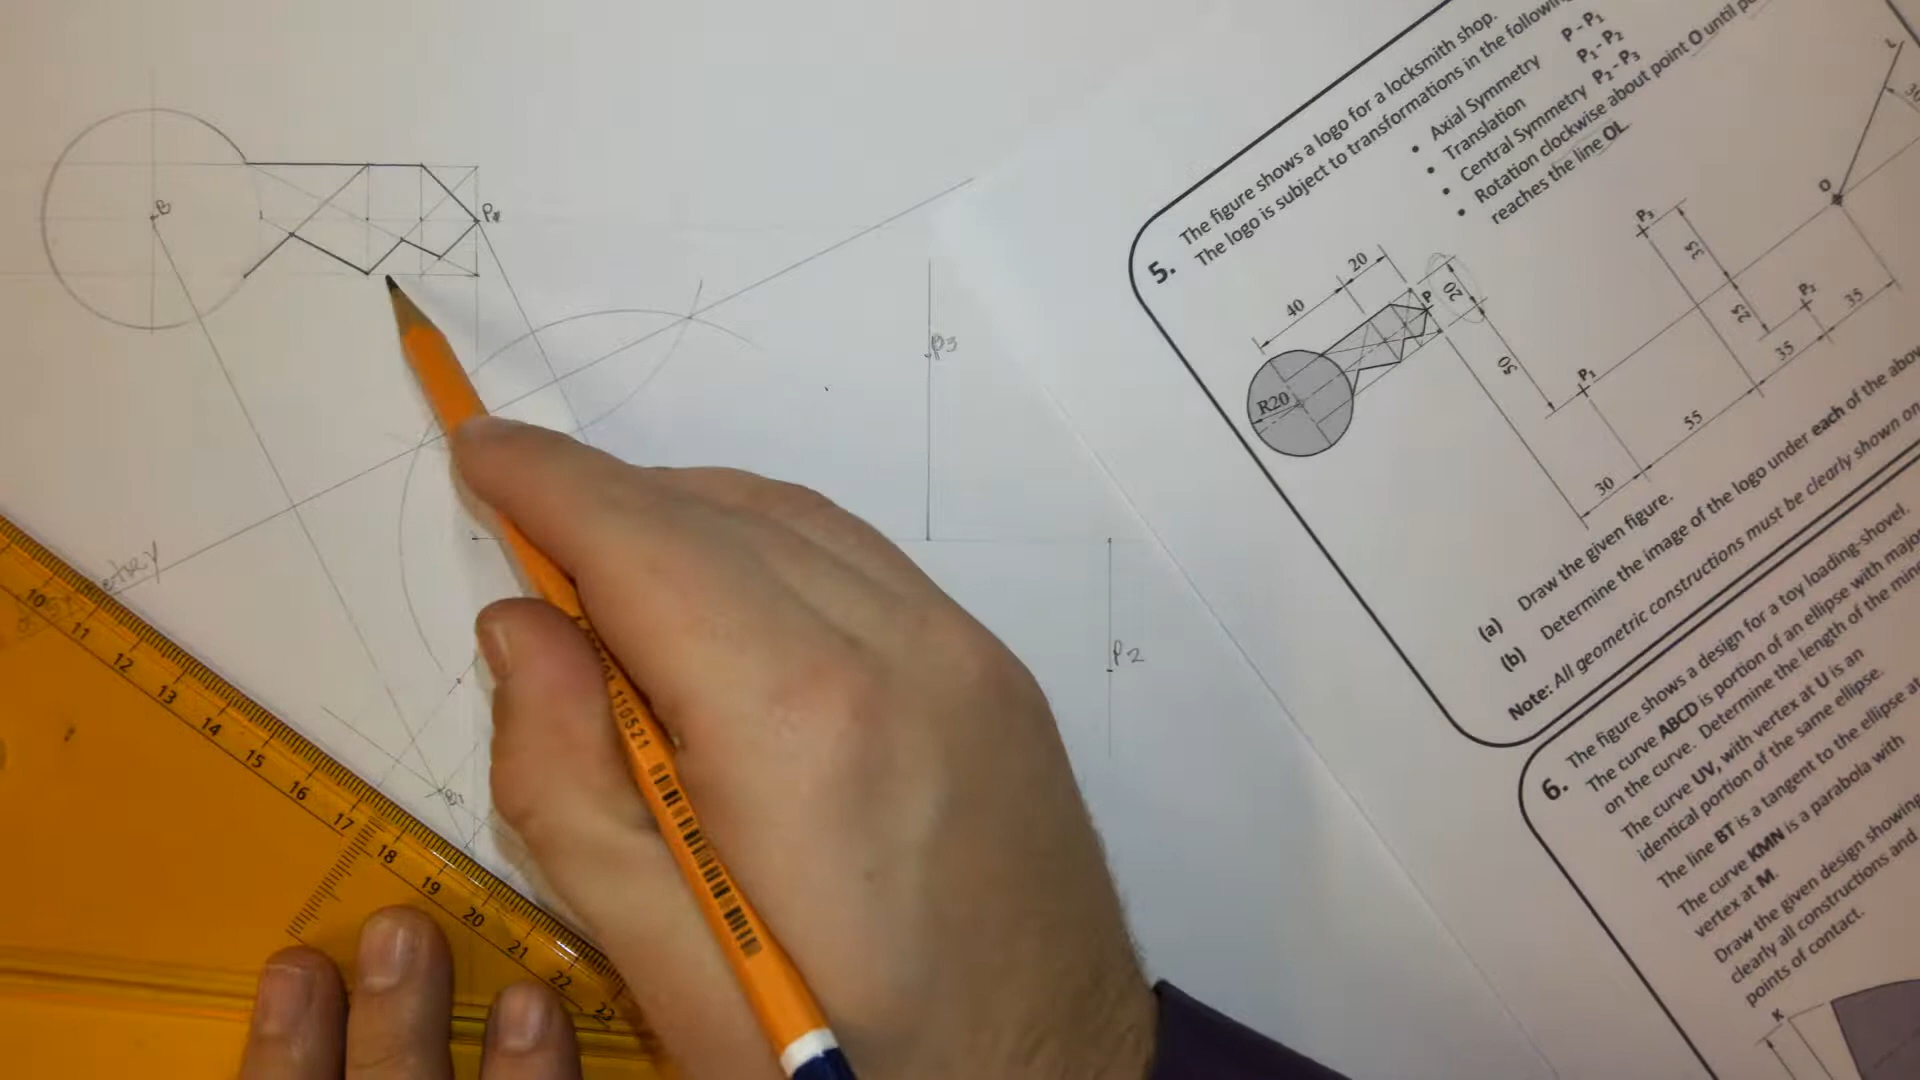 B
P
P3
P2
B1
10
11
12
13
14
15
16
17
18
19
20
21
22
23
110521
5. The figure shows a logo for a locksmith shop.
The logo is subject to transformations in the
• Axial Symmetry P - P₁
• Translation P₁ - P₂
• Central Symmetry P₂ - P₃
• Rotation clockwise about point O until
reaches the line OL.
L
O
P₃
35
P₂
25
35
35
20
40
20
P
R20
50
P₁
55
30
(a) Draw the given figure.
(b) Determine the image of the logo under each of the
Note: All geometric constructions must be clearly shown on
6. The figure shows a design for a toy loading-shovel.
The curve ABCD is portion of an ellipse with
on the curve. Determine the length of the
The curve UV, with vertex at U is an
identical portion of the same ellipse.
The line BT is a tangent to the ellipse
The curve KMN is a parabola with
vertex at M.
Draw the given design showing
clearly all constructions and
points of contact.
K